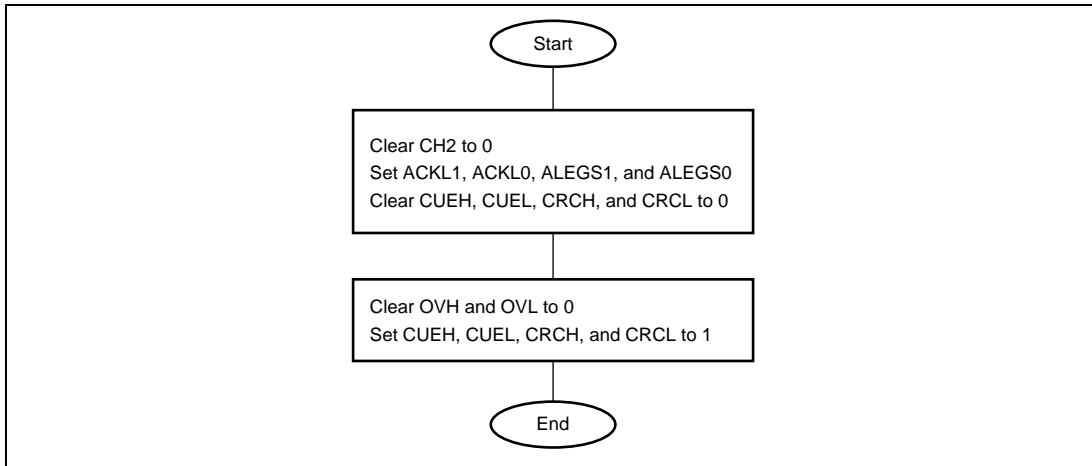 Start
Clear CH2 to 0
Set ACKL1, ACKL0, ALEGS1, and ALEGS0
Clear CUEH, CUEL, CRCH, and CRCL to 0
Clear OVH and OVL to 0
Set CUEH, CUEL, CRCH, and CRCL to 1
End